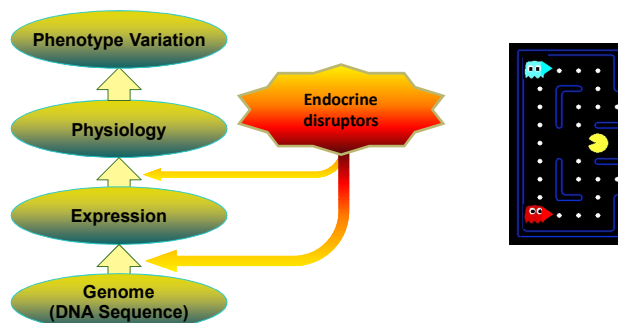 Phenotype Variation
Physiology
Expression
Genome
(DNA Sequence)
Endocrine
disruptors